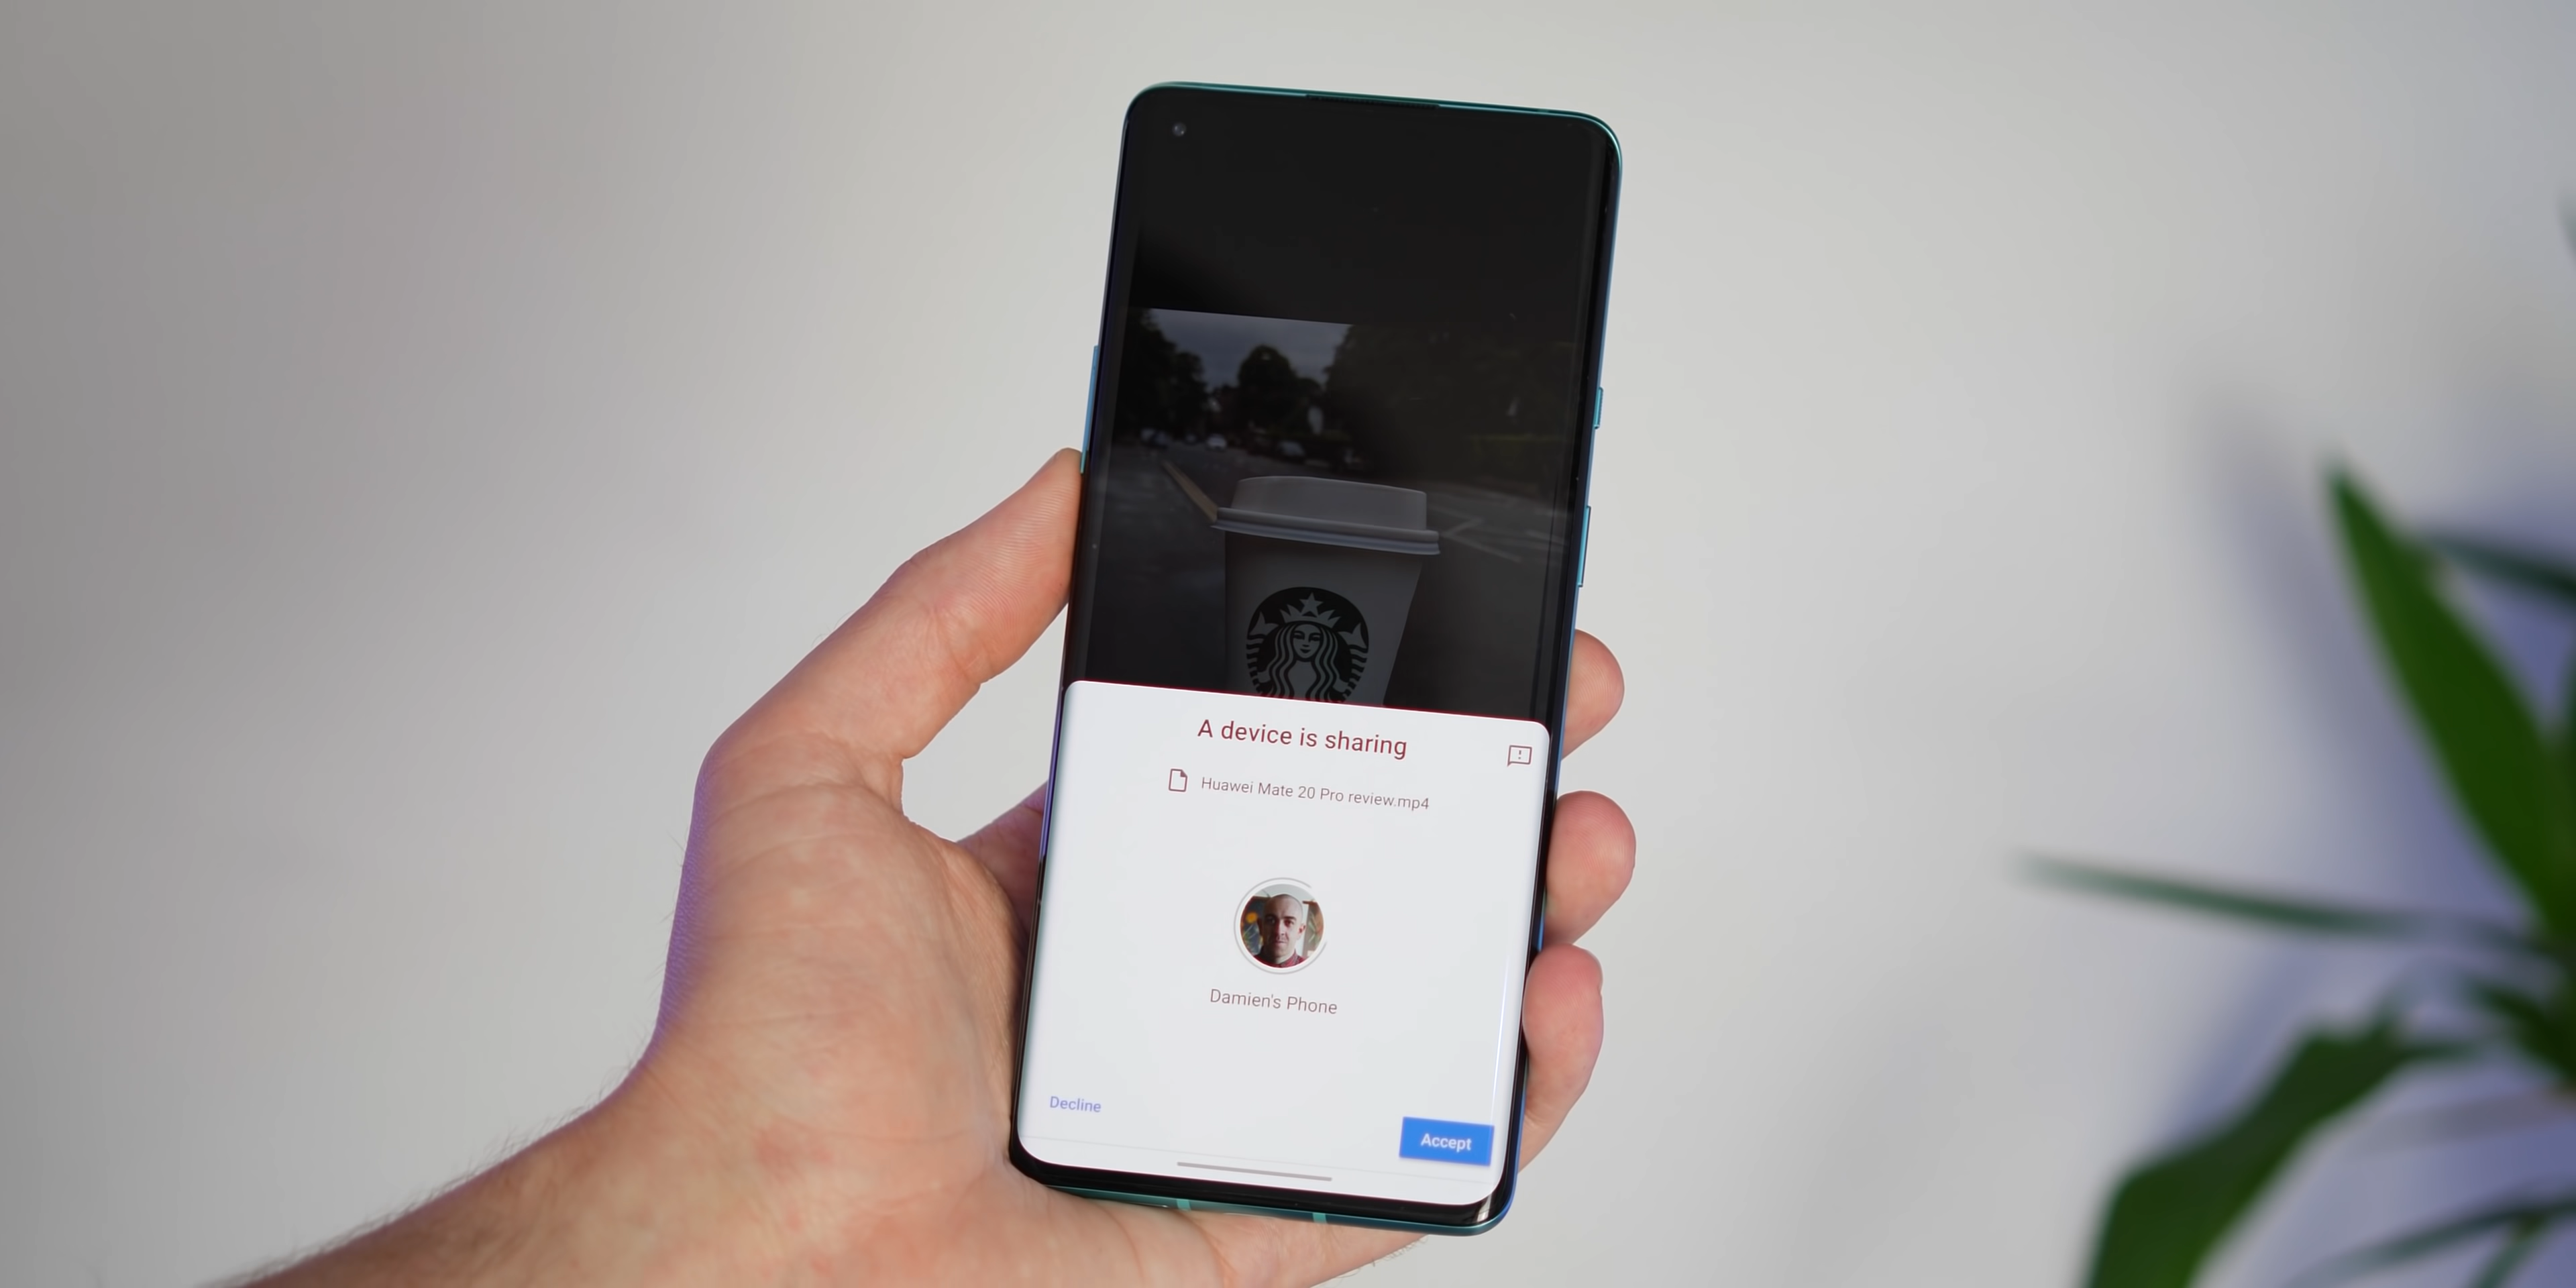 A device is sharing
Huawei Mate 20 Pro review.mp4
Damien's Phone
Decline
Accept